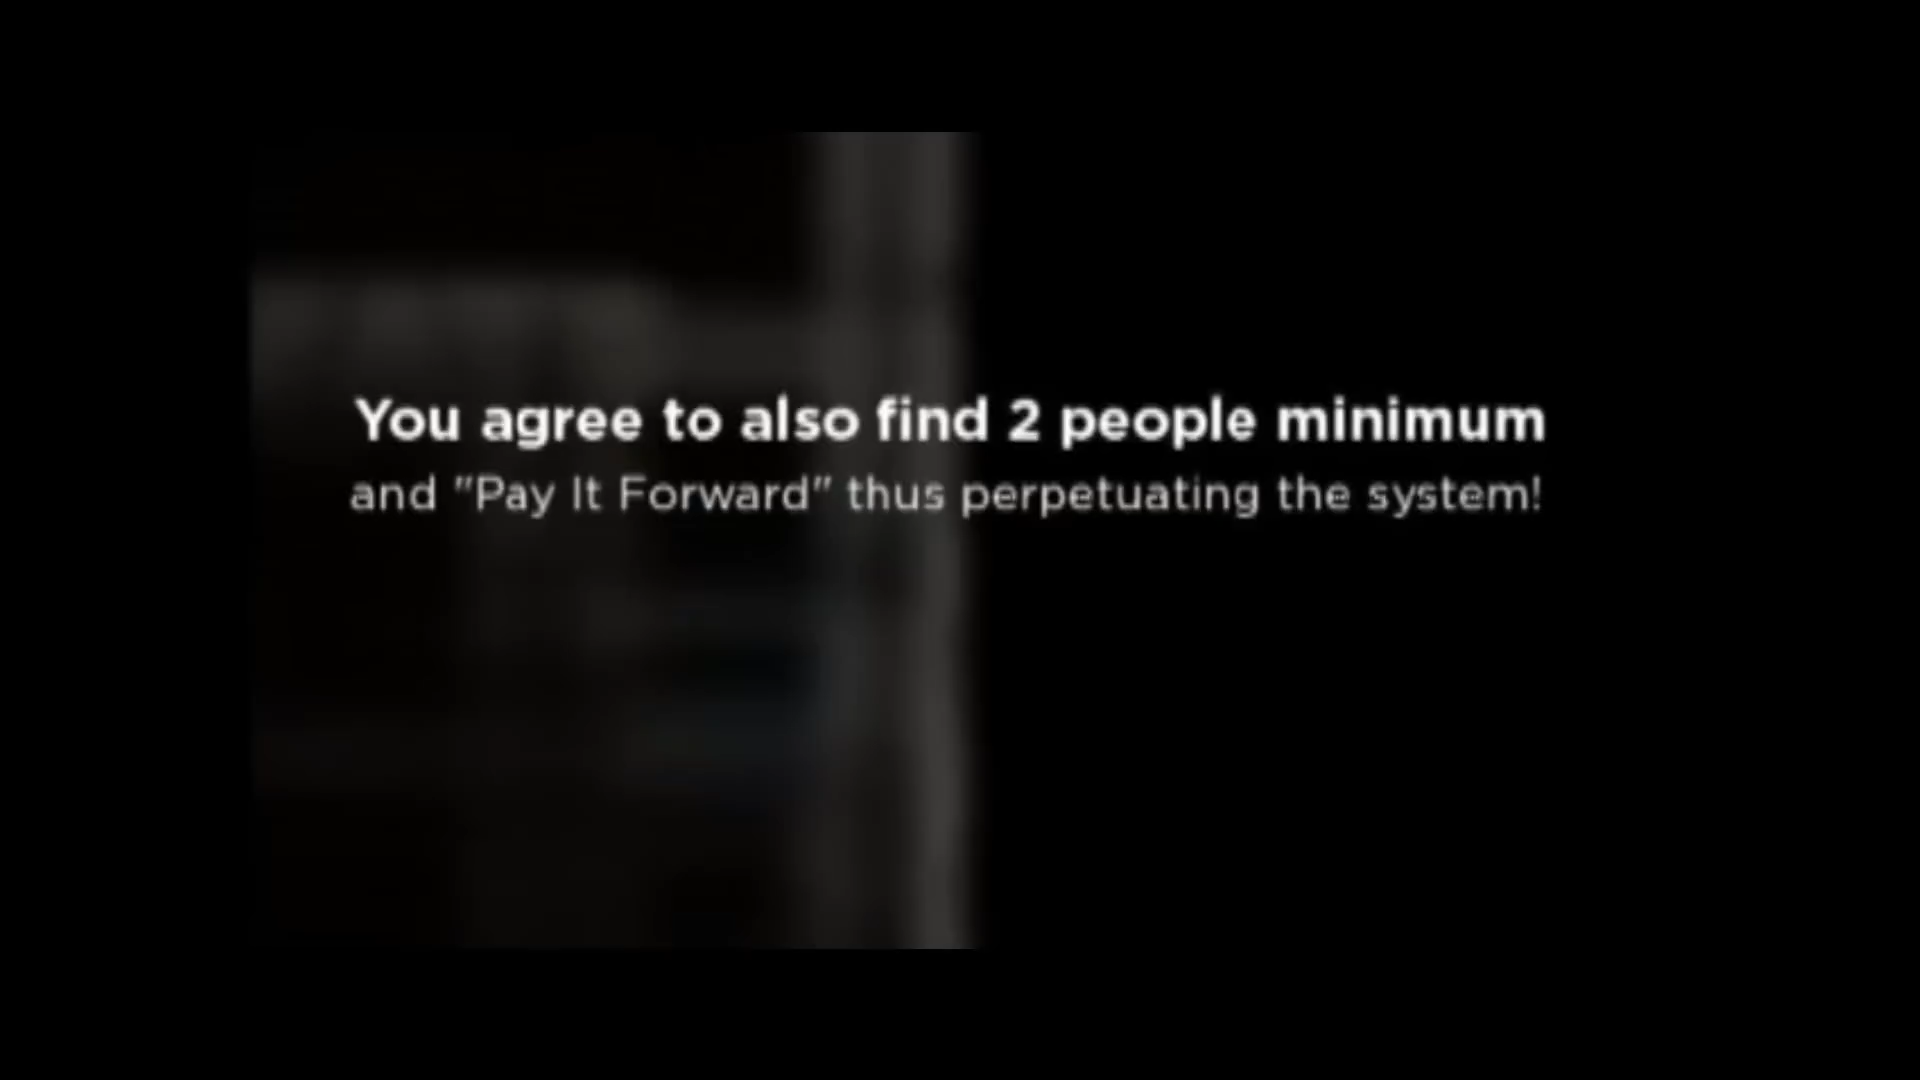 You agree to also find 2 people minimum
and "Pay It Forward" thus perpetuating the system!